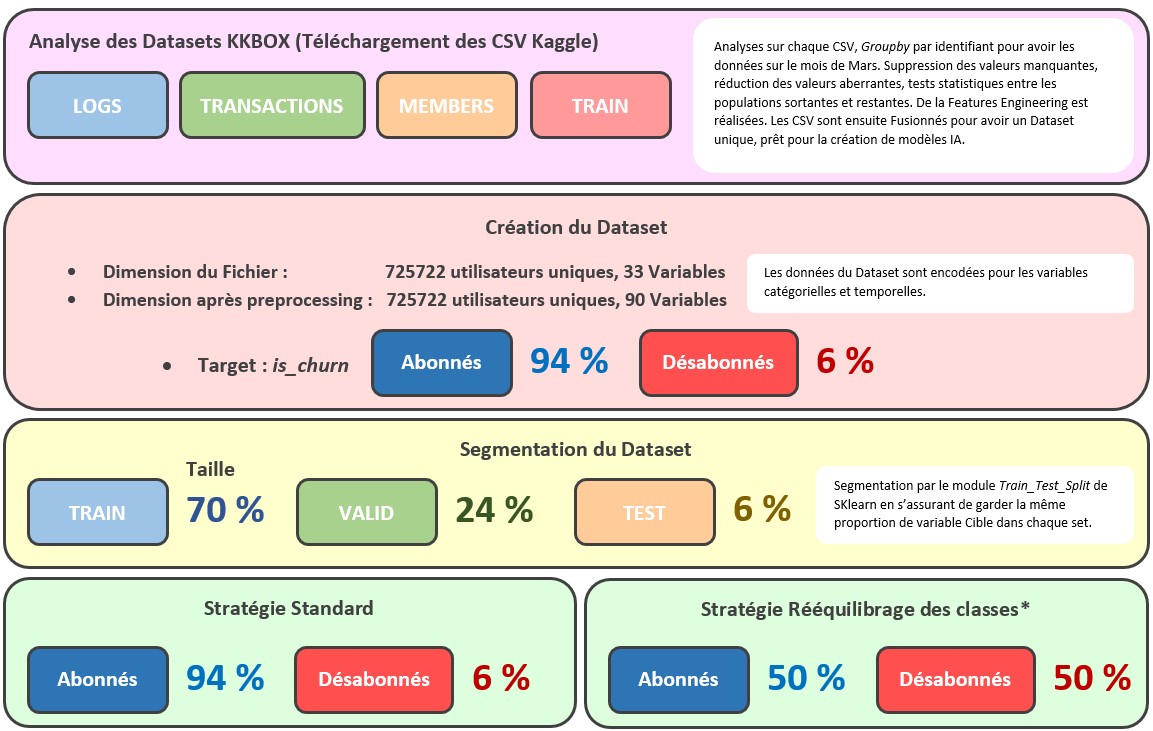 Analyse des Datasets KKBOX (Téléchargement des CSV Kaggle)
LOGS
TRANSACTIONS
MEMBERS
TRAIN
Analyses sur chaque CSV, Groupby par identifiant pour avoir les
données sur le mois de Mars. Suppression des valeurs manquantes,
réduction des valeurs aberrantes, tests statistiques entre les
populations sortantes et restantes. De la Features Engineering est
réalisées. Les CSV sont ensuite Fusionnés pour avoir un Dataset
unique, prêt pour la création de modèles IA.
Création du Dataset
• Dimension du Fichier : 725722 utilisateurs uniques, 33 Variables
• Dimension après preprocessing : 725722 utilisateurs uniques, 90 Variables
Les données du Dataset sont encodées pour les variables
catégorielles et temporelles.
• Target : is_churn
Abonnés
94 %
Désabonnés
6 %
Segmentation du Dataset
Taille
TRAIN
70 %
VALID
24 %
TEST
6 %
Segmentation par le module Train_Test_Split de
SKlearn en s’assurant de garder la même
proportion de variable Cible dans chaque set.
Stratégie Standard
Abonnés
94 %
Désabonnés
6 %
Stratégie Rééquilibrage des classes*
Abonnés
50 %
Désabonnés
50 %